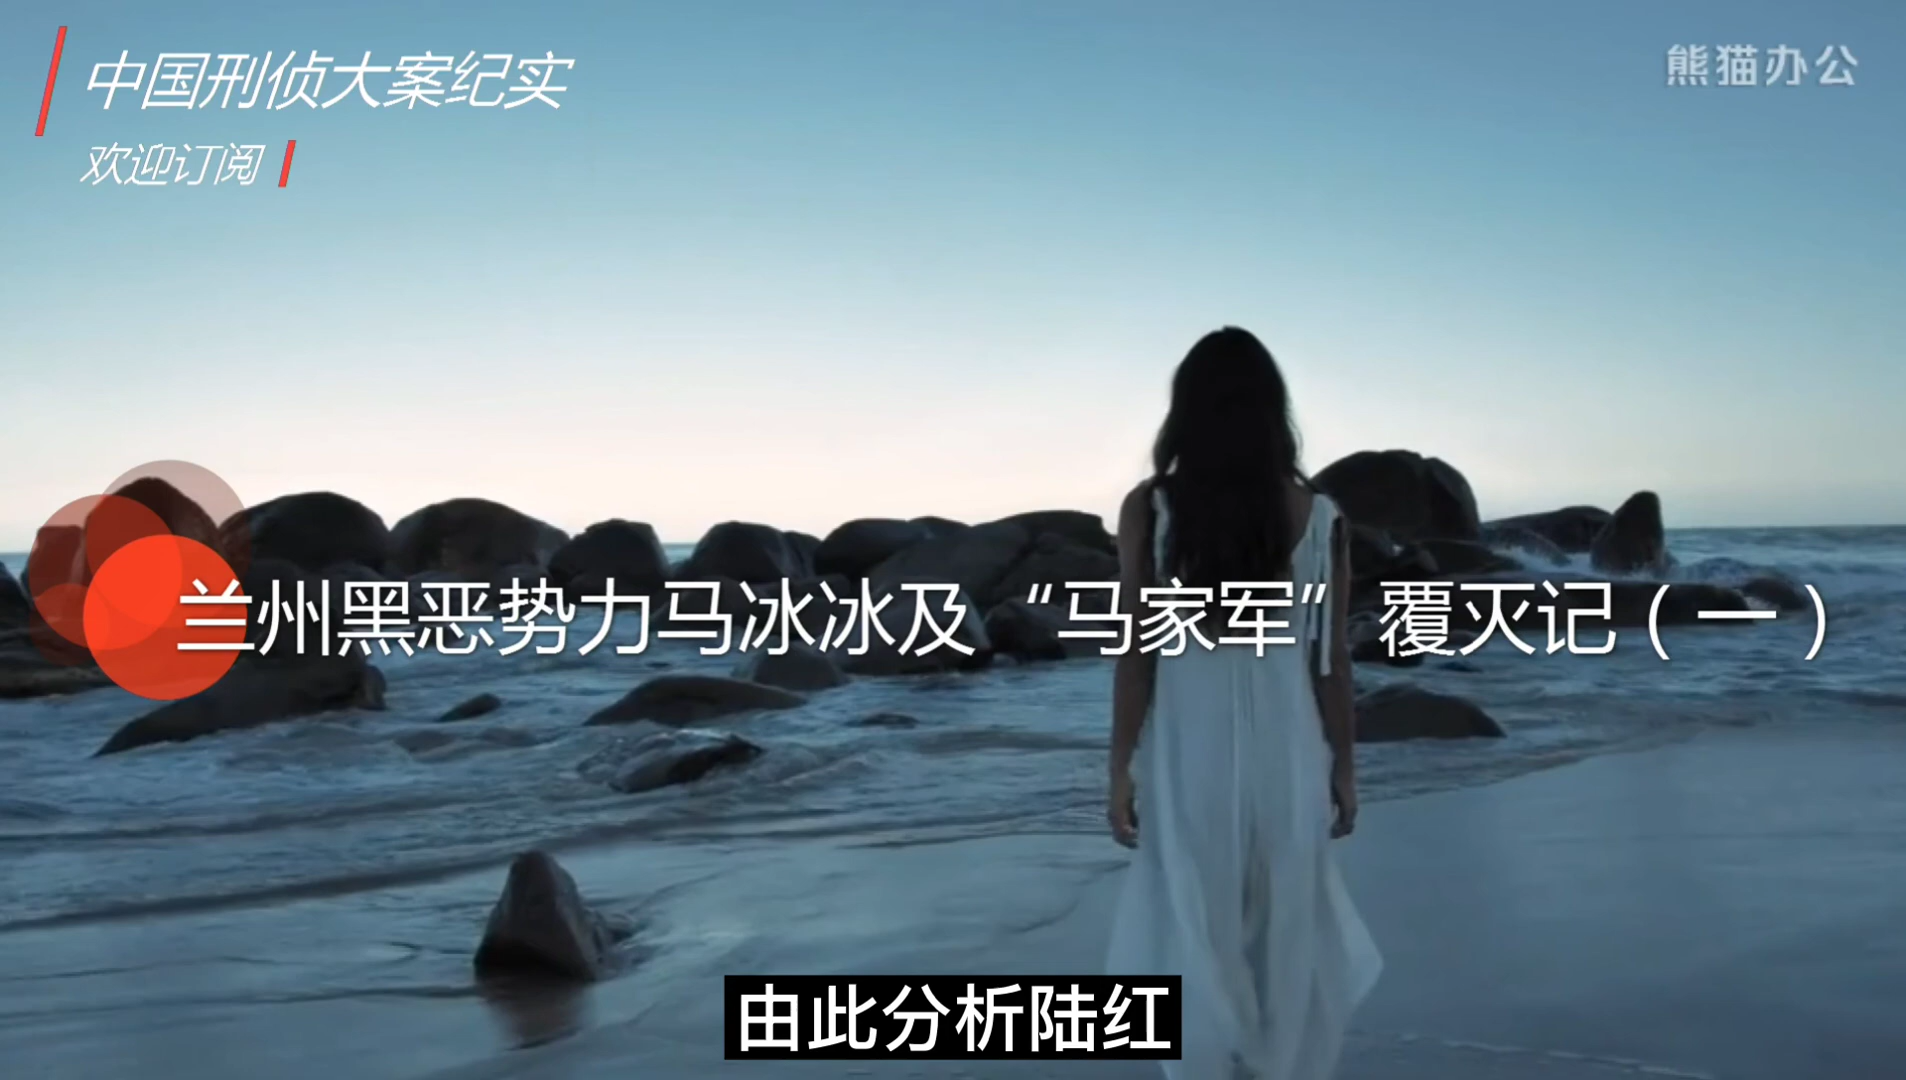 中国刑侦大案纪实
熊猫办公
欢迎订阅
兰州黑恶势力马冰冰及“马家军”覆灭记（一）
由此分析陆红